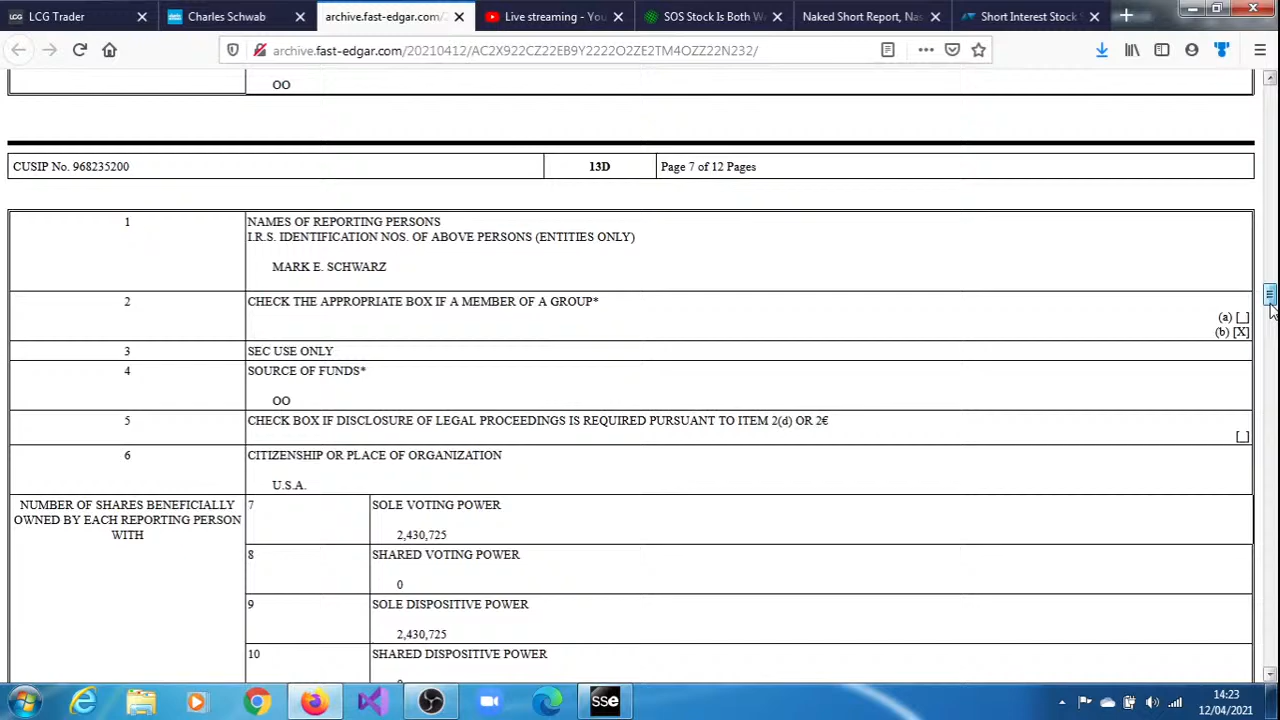 LCG Trader
Charles Schwab
archive.fast-edgar.com/
Live streaming - Yo
SOS Stock Is Both W
Naked Short Report, Na
Short Interest Stock
archive.fast-edgar.com/20210412/AC2X922CZ22EB9Y2222O2ZE2TM4OZZ22N232/
OO
CUSIP No. 968235200 13D Page 7 of 12 Pages
1 NAMES OF REPORTING PERSONS
I.R.S. IDENTIFICATION NOS. OF ABOVE PERSONS (ENTITIES ONLY)
MARK E. SCHWARZ
2 CHECK THE APPROPRIATE BOX IF A MEMBER OF A GROUP*
(a) [_]
(b) [X]
3 SEC USE ONLY
4 SOURCE OF FUNDS*
OO
5 CHECK BOX IF DISCLOSURE OF LEGAL PROCEEDINGS IS REQUIRED PURSUANT TO ITEM 2(d) OR 2€
[_]
6 CITIZENSHIP OR PLACE OF ORGANIZATION
U.S.A.
NUMBER OF SHARES BENEFICIALLY
OWNED BY EACH REPORTING PERSON
WITH
7 SOLE VOTING POWER
2,430,725
8 SHARED VOTING POWER
0
9 SOLE DISPOSITIVE POWER
2,430,725
10 SHARED DISPOSITIVE POWER
SSE
14:23
12/04/2021